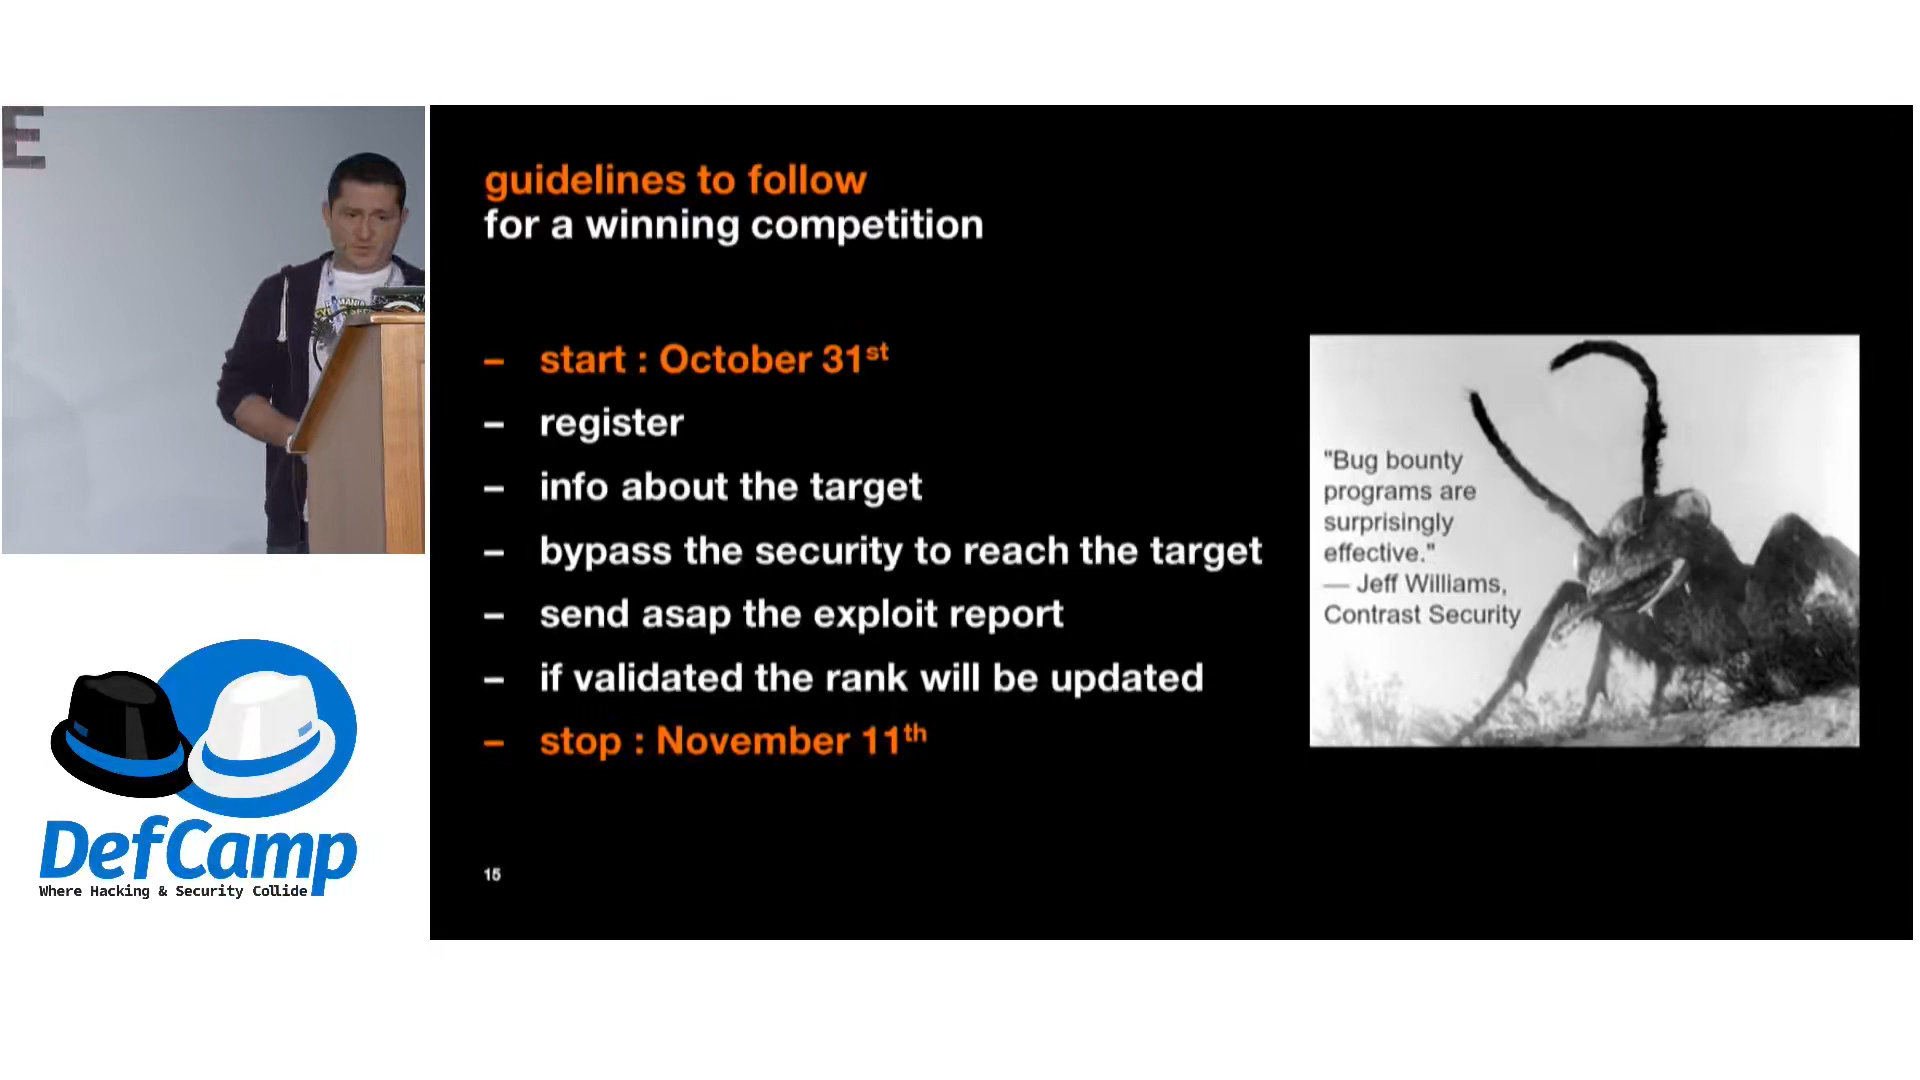 E
guidelines to follow
for a winning competition
– start : October 31st
– register
– info about the target
– bypass the security to reach the target
– send asap the exploit report
– if validated the rank will be updated
– stop : November 11th
"Bug bounty
programs are
surprisingly
effective."
— Jeff Williams,
Contrast Security
15
DefCamp
Where Hacking & Security Collide